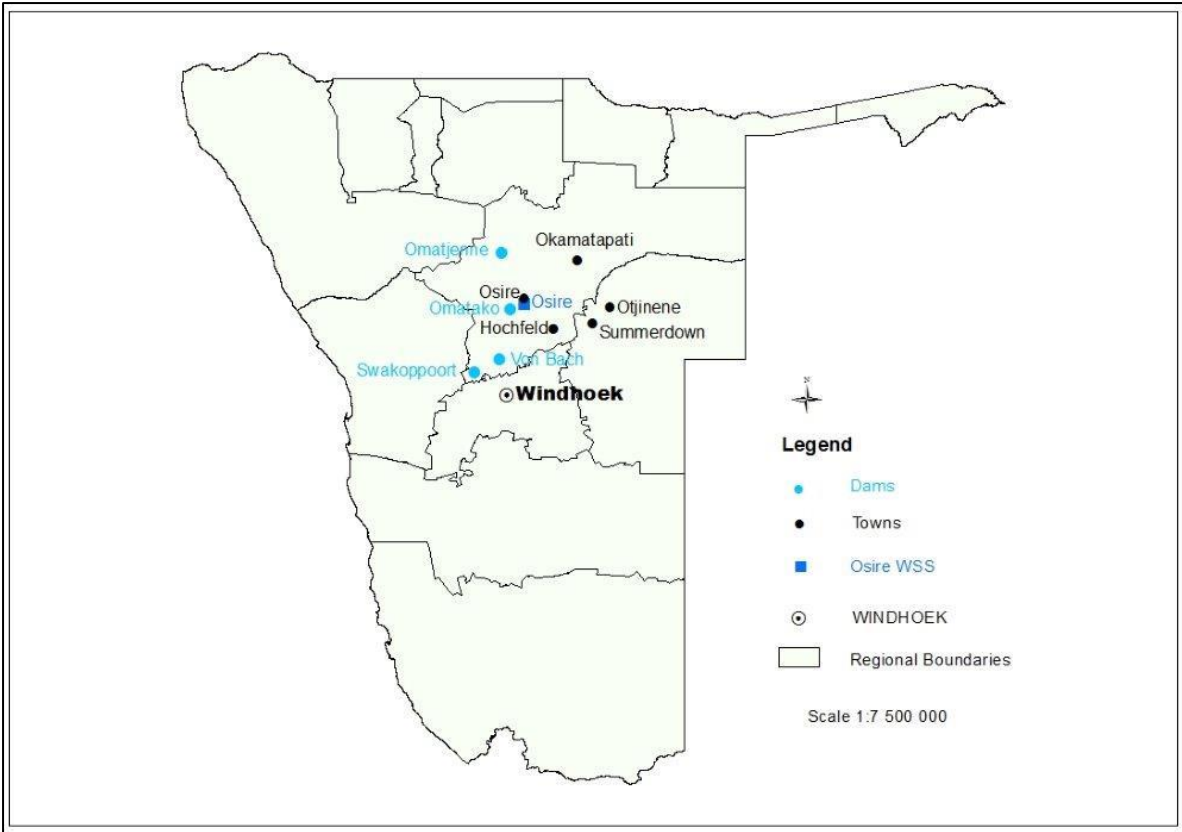 Omatjenne
Okamatapati
Osire
Osire
Omatako
Otjinene
Hochfeld
Summerdown
Von Bach
Swakoppoort
Windhoek
N
Legend
Dams
Towns
Osire WSS
WINDHOEK
Regional Boundaries
Scale 1:7 500 000